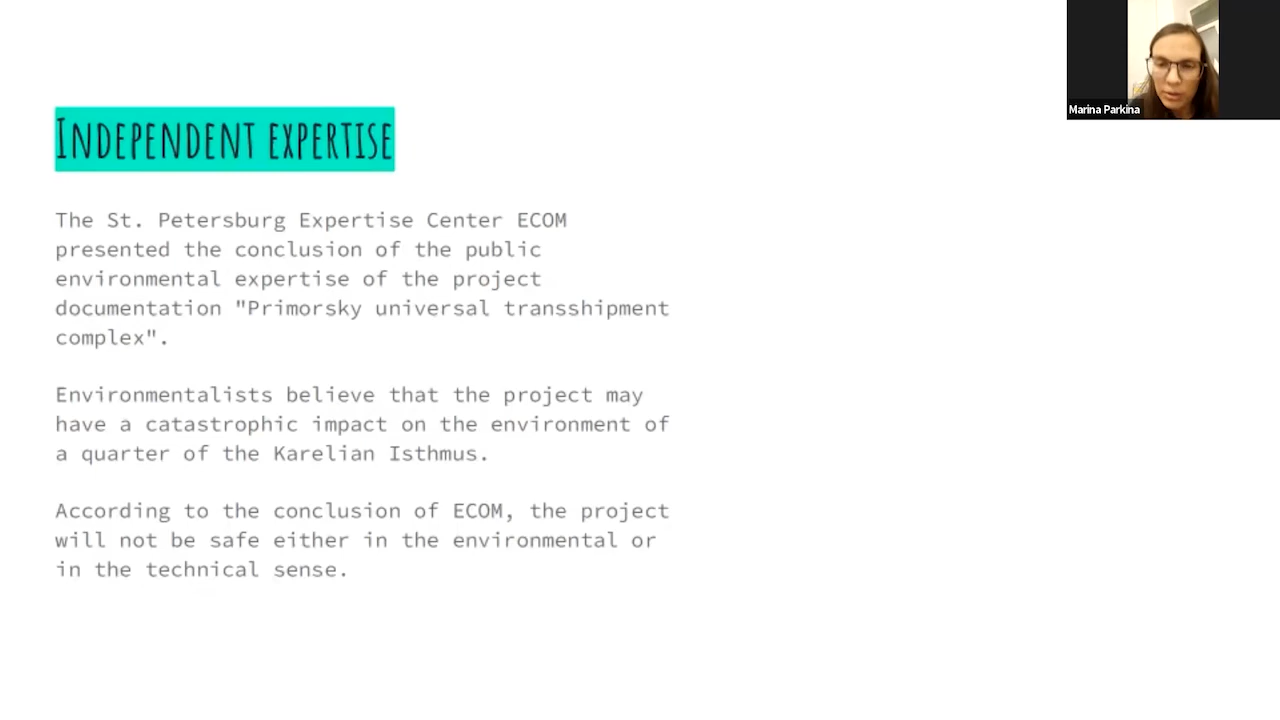 Marina Parkina
Independent expertise
The St. Petersburg Expertise Center ECOM
presented the conclusion of the public
environmental expertise of the project
documentation "Primorsky universal transshipment
complex".
Environmentalists believe that the project may
have a catastrophic impact on the environment of
a quarter of the Karelian Isthmus.
According to the conclusion of ECOM, the project
will not be safe either in the environmental or
in the technical sense.